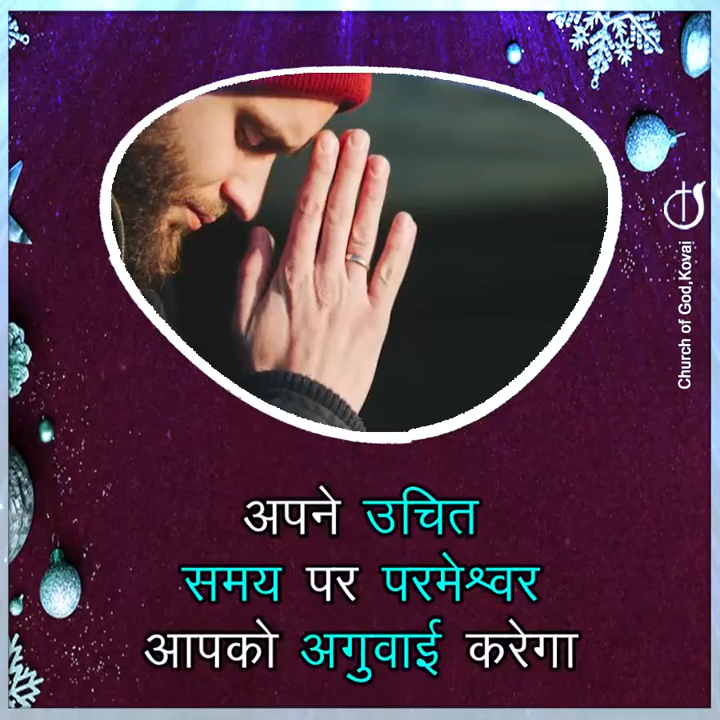 Church of God,Kovai
अपने उचित
समय पर परमेश्वर
आपको अगुवाई करेगा